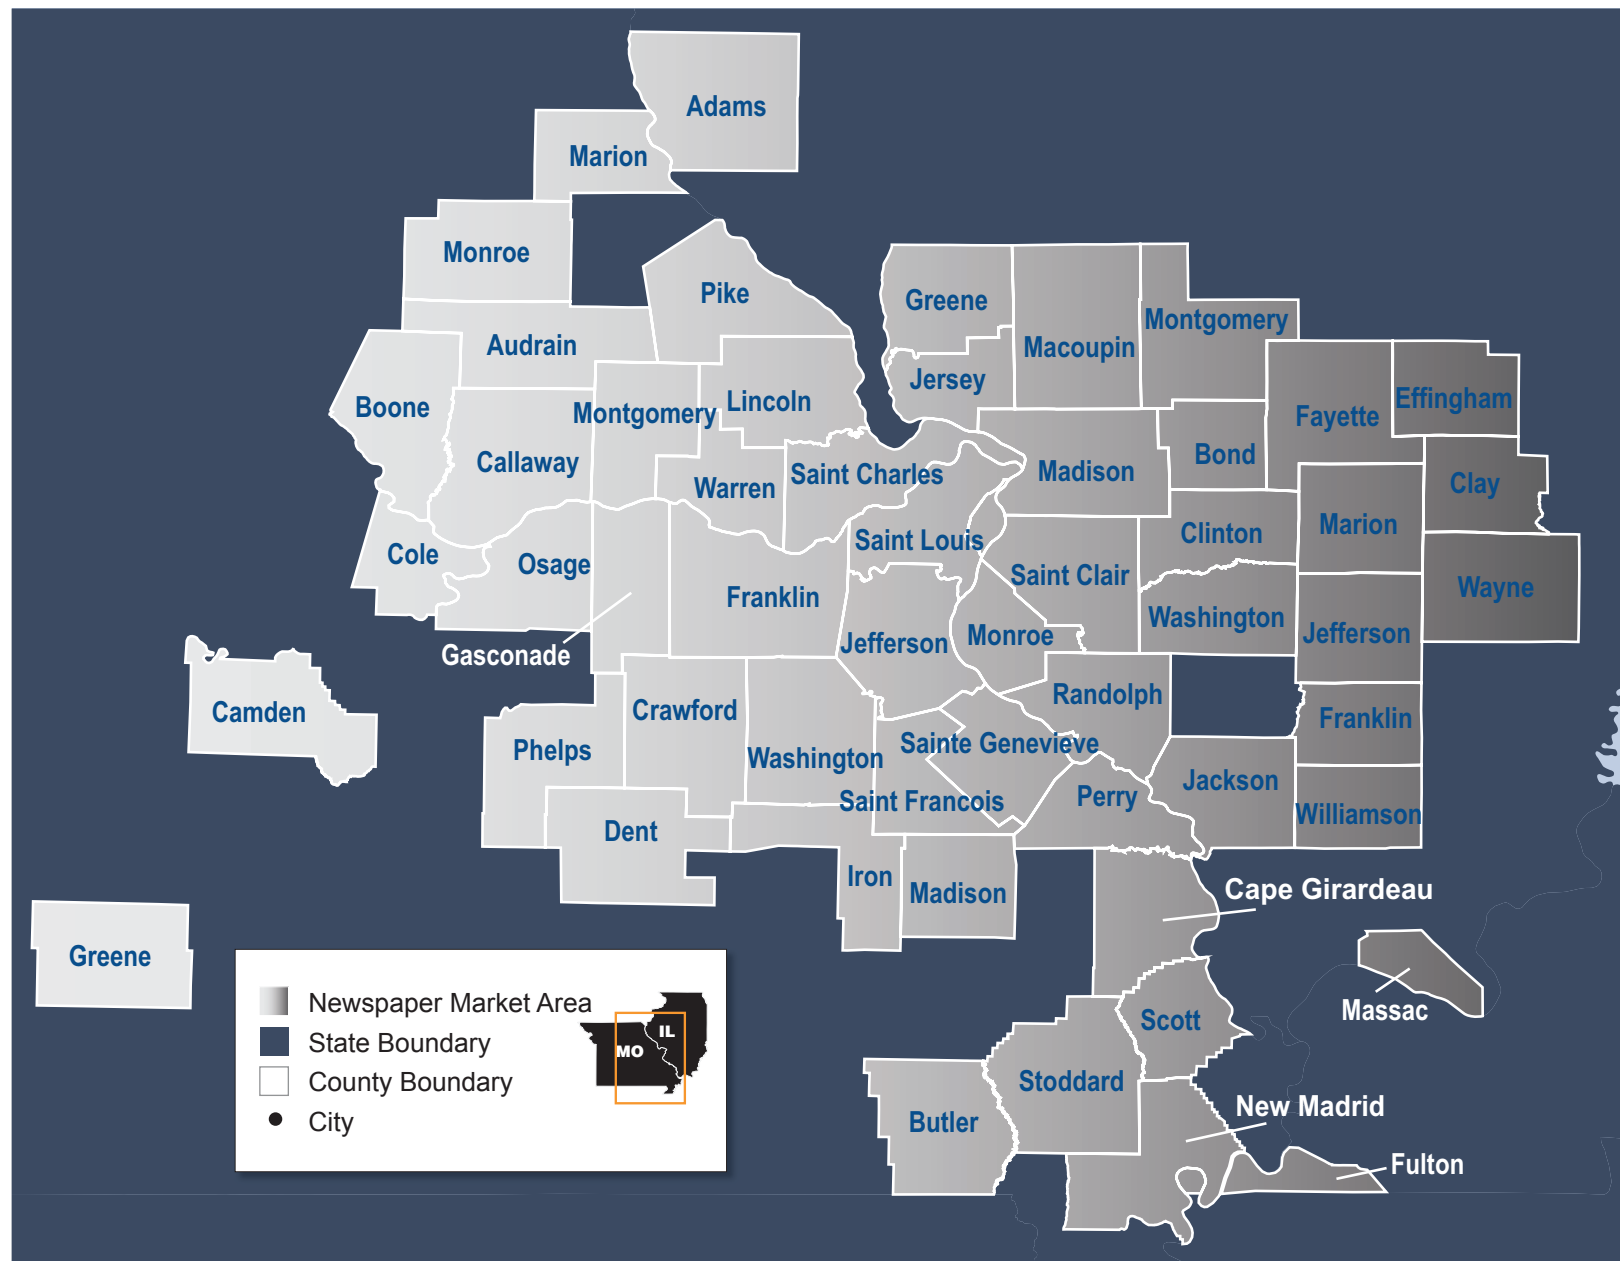 Adams
Marion
Monroe
Pike
Greene
Montgomery
Audrain
Macoupin
Jersey
Boone
Lincoln
Effingham
Montgomery
Fayette
Bond
Callaway
Saint Charles
Madison
Warren
Clay
Marion
Clinton
Saint Louis
Cole
Osage
Saint Clair
Wayne
Franklin
Washington
Jefferson
Monroe
Jefferson
Gasconade
Randolph
Camden
Crawford
Franklin
Sainte Genevieve
Phelps
Washington
Jackson
Perry
Saint Francois
Williamson
Dent
Iron
Madison
Cape Girardeau
Greene
Massac
Scott
Stoddard
New Madrid
Butler
Fulton
Newspaper Market Area
State Boundary
County Boundary
City
IL
MO